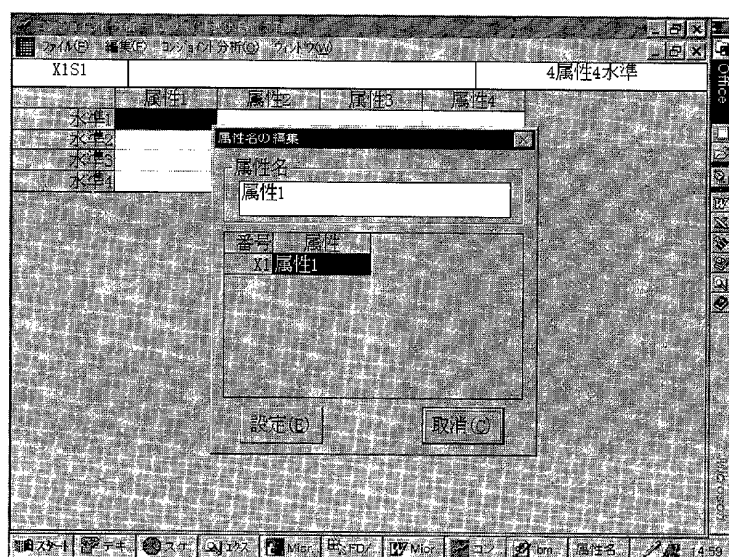 ファイル(F) 編集(E) コンジョイント分析(C) ウィンドウ(W)
X1S1 4属性4水準
属性1 属性2 属性3 属性4
水準1
水準2
水準3
水準4
属性名の編集
属性名
属性1
番号 属性
X1 属性1
設定(E) 取消(C)
Office
スタート
属性名
4:59